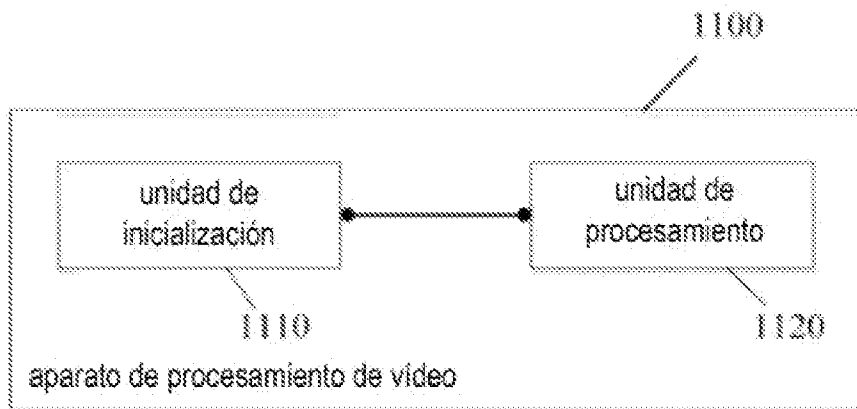 1100
unidad de
inicialización
unidad de
procesamiento
1110
1120
aparato de procesamiento de vídeo